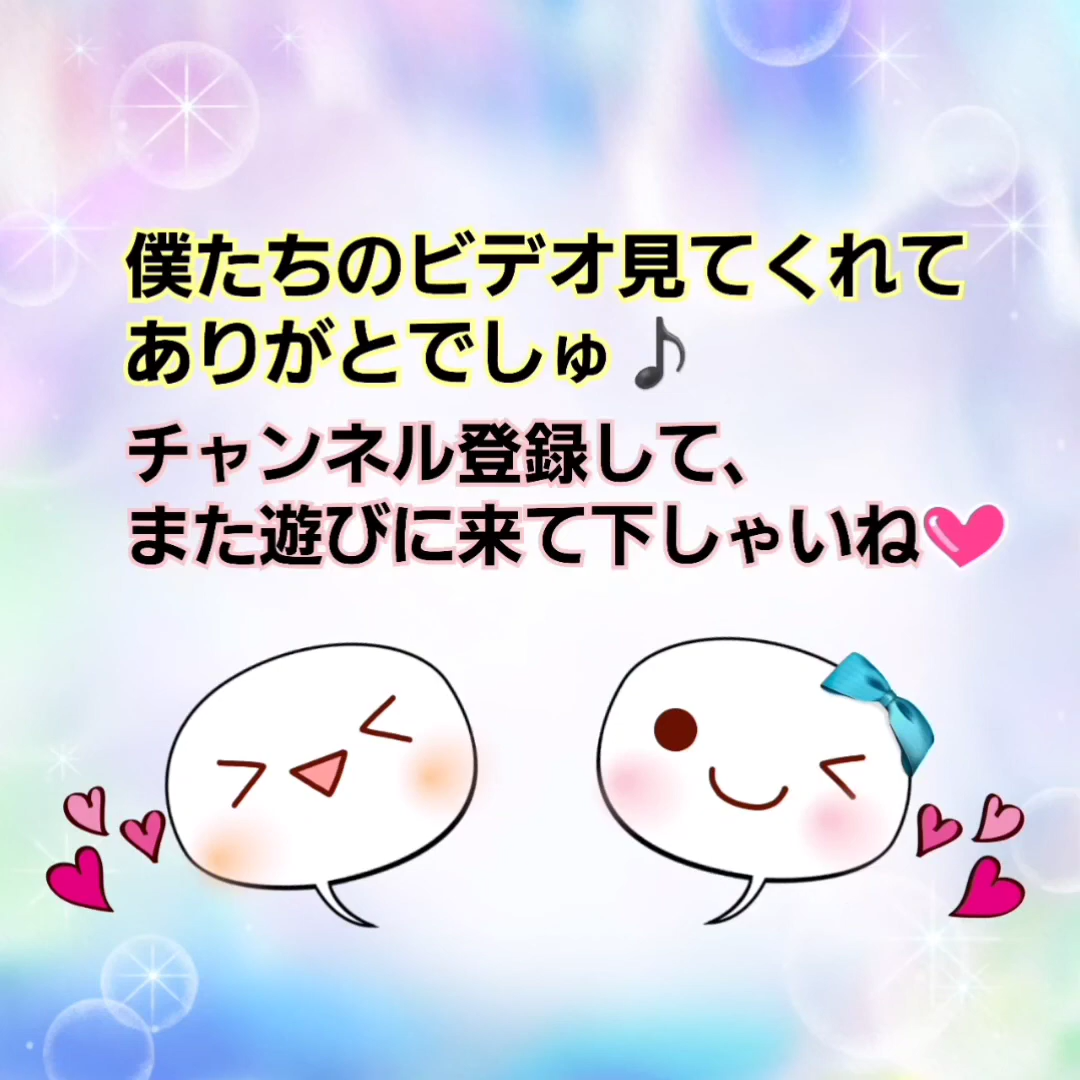 僕たちのビデオ見てくれて
ありがとでしゅ♪
チャンネル登録して、
また遊びに来て下しゃいね💗